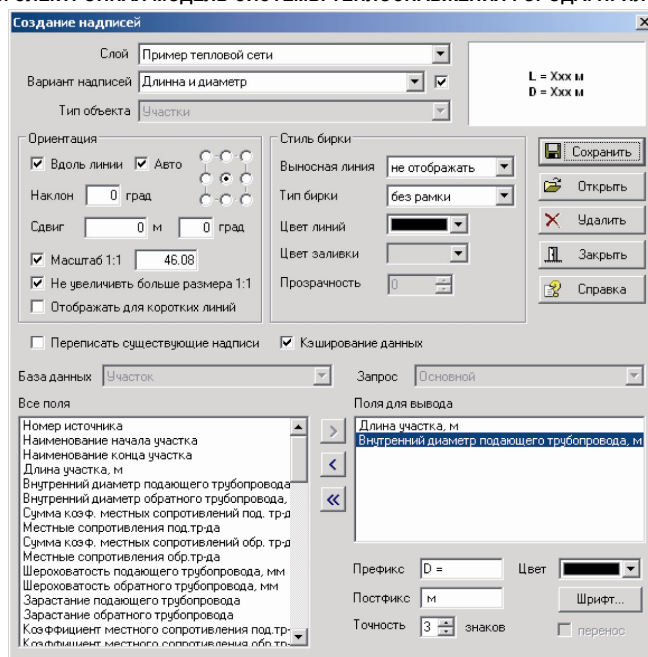 Создание надписей
Слой Пример тепловой сети
Вариант надписей Длинна и диаметр
Тип объекта Участки
L = Xxx м
D = Xxx м
Ориентация
Вдоль линии Авто
Наклон 0 град
Сдвиг 0 м 0 град
Масштаб 1:1 46.08
Не увеличивть больше размера 1:1
Отображать для коротких линий
Стиль бирки
Выносная линия не отображать
Тип бирки без рамки
Цвет линий
Цвет заливки
Прозрачность 0
Сохранить
Открыть
Удалить
Закрыть
Справка
Переписать существующие надписи Кэширование данных
База данных Участок Запрос Основной
Все поля
Номер источника
Наименование начала участка
Наименование конца участка
Длина участка, м
Внутренний диаметр подающего трубопровода
Внутренний диаметр обратного трубопровода,
Сумма коэф. местных сопротивлений под. тр-д
Местные сопротивления под.тр-да
Сумма коэф. местных сопротивлений обр. тр-д
Местные сопротивления обр.тр-да
Шероховатость подающего трубопровода, мм
Шероховатость обратного трубопровода, мм
Зарастание подающего трубопровода
Зарастание обратного трубопровода
Коэффициент местного сопротивления под.тр-
Коэффициент местного сопротивления обр.тр-
Поля для вывода
Длина участка, м
Внутренний диаметр подающего трубопровода, м
Префикс D = Цвет
Постфикс м Шрифт...
Точность 3 знаков перенос